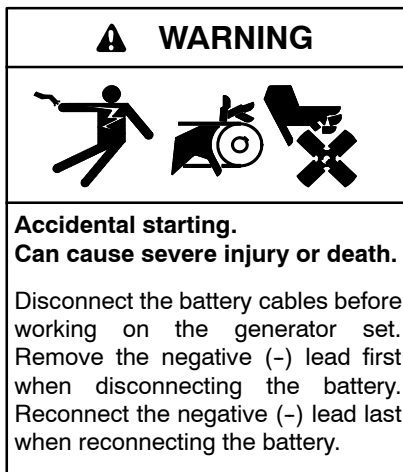 WARNING
Accidental starting.
Can cause severe injury or death.
Disconnect the battery cables before
working on the generator set.
Remove the negative (–) lead first
when disconnecting the battery.
Reconnect the negative (–) lead last
when reconnecting the battery.